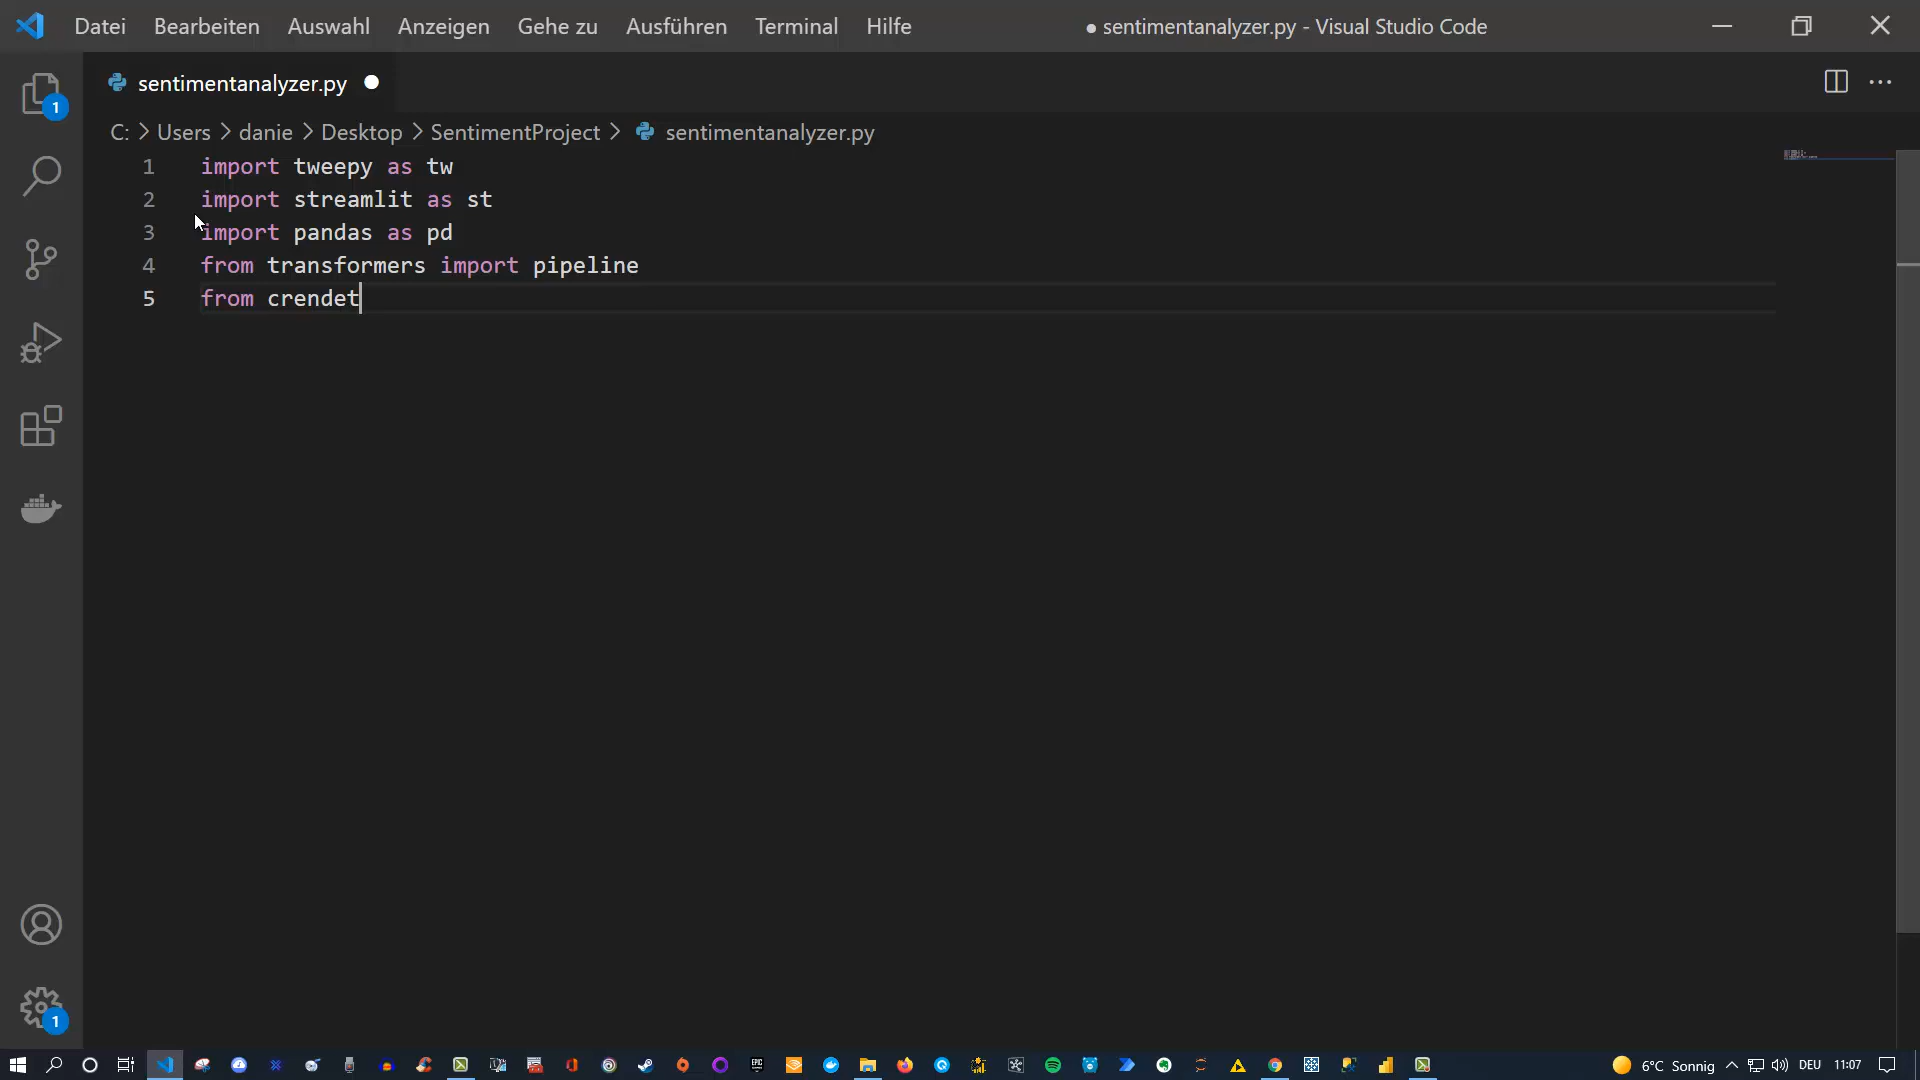 Datei Bearbeiten Auswahl Anzeigen Gehe zu Ausführen Terminal Hilfe
● sentimentanalyzer.py - Visual Studio Code
sentimentanalyzer.py
C: > Users > danie > Desktop > SentimentProject > sentimentanalyzer.py
1 import tweepy as tw
2 import streamlit as st
3 import pandas as pd
4 from transformers import pipeline
5 from crendet
1
1
6°C Sonnig
DEU
11:07